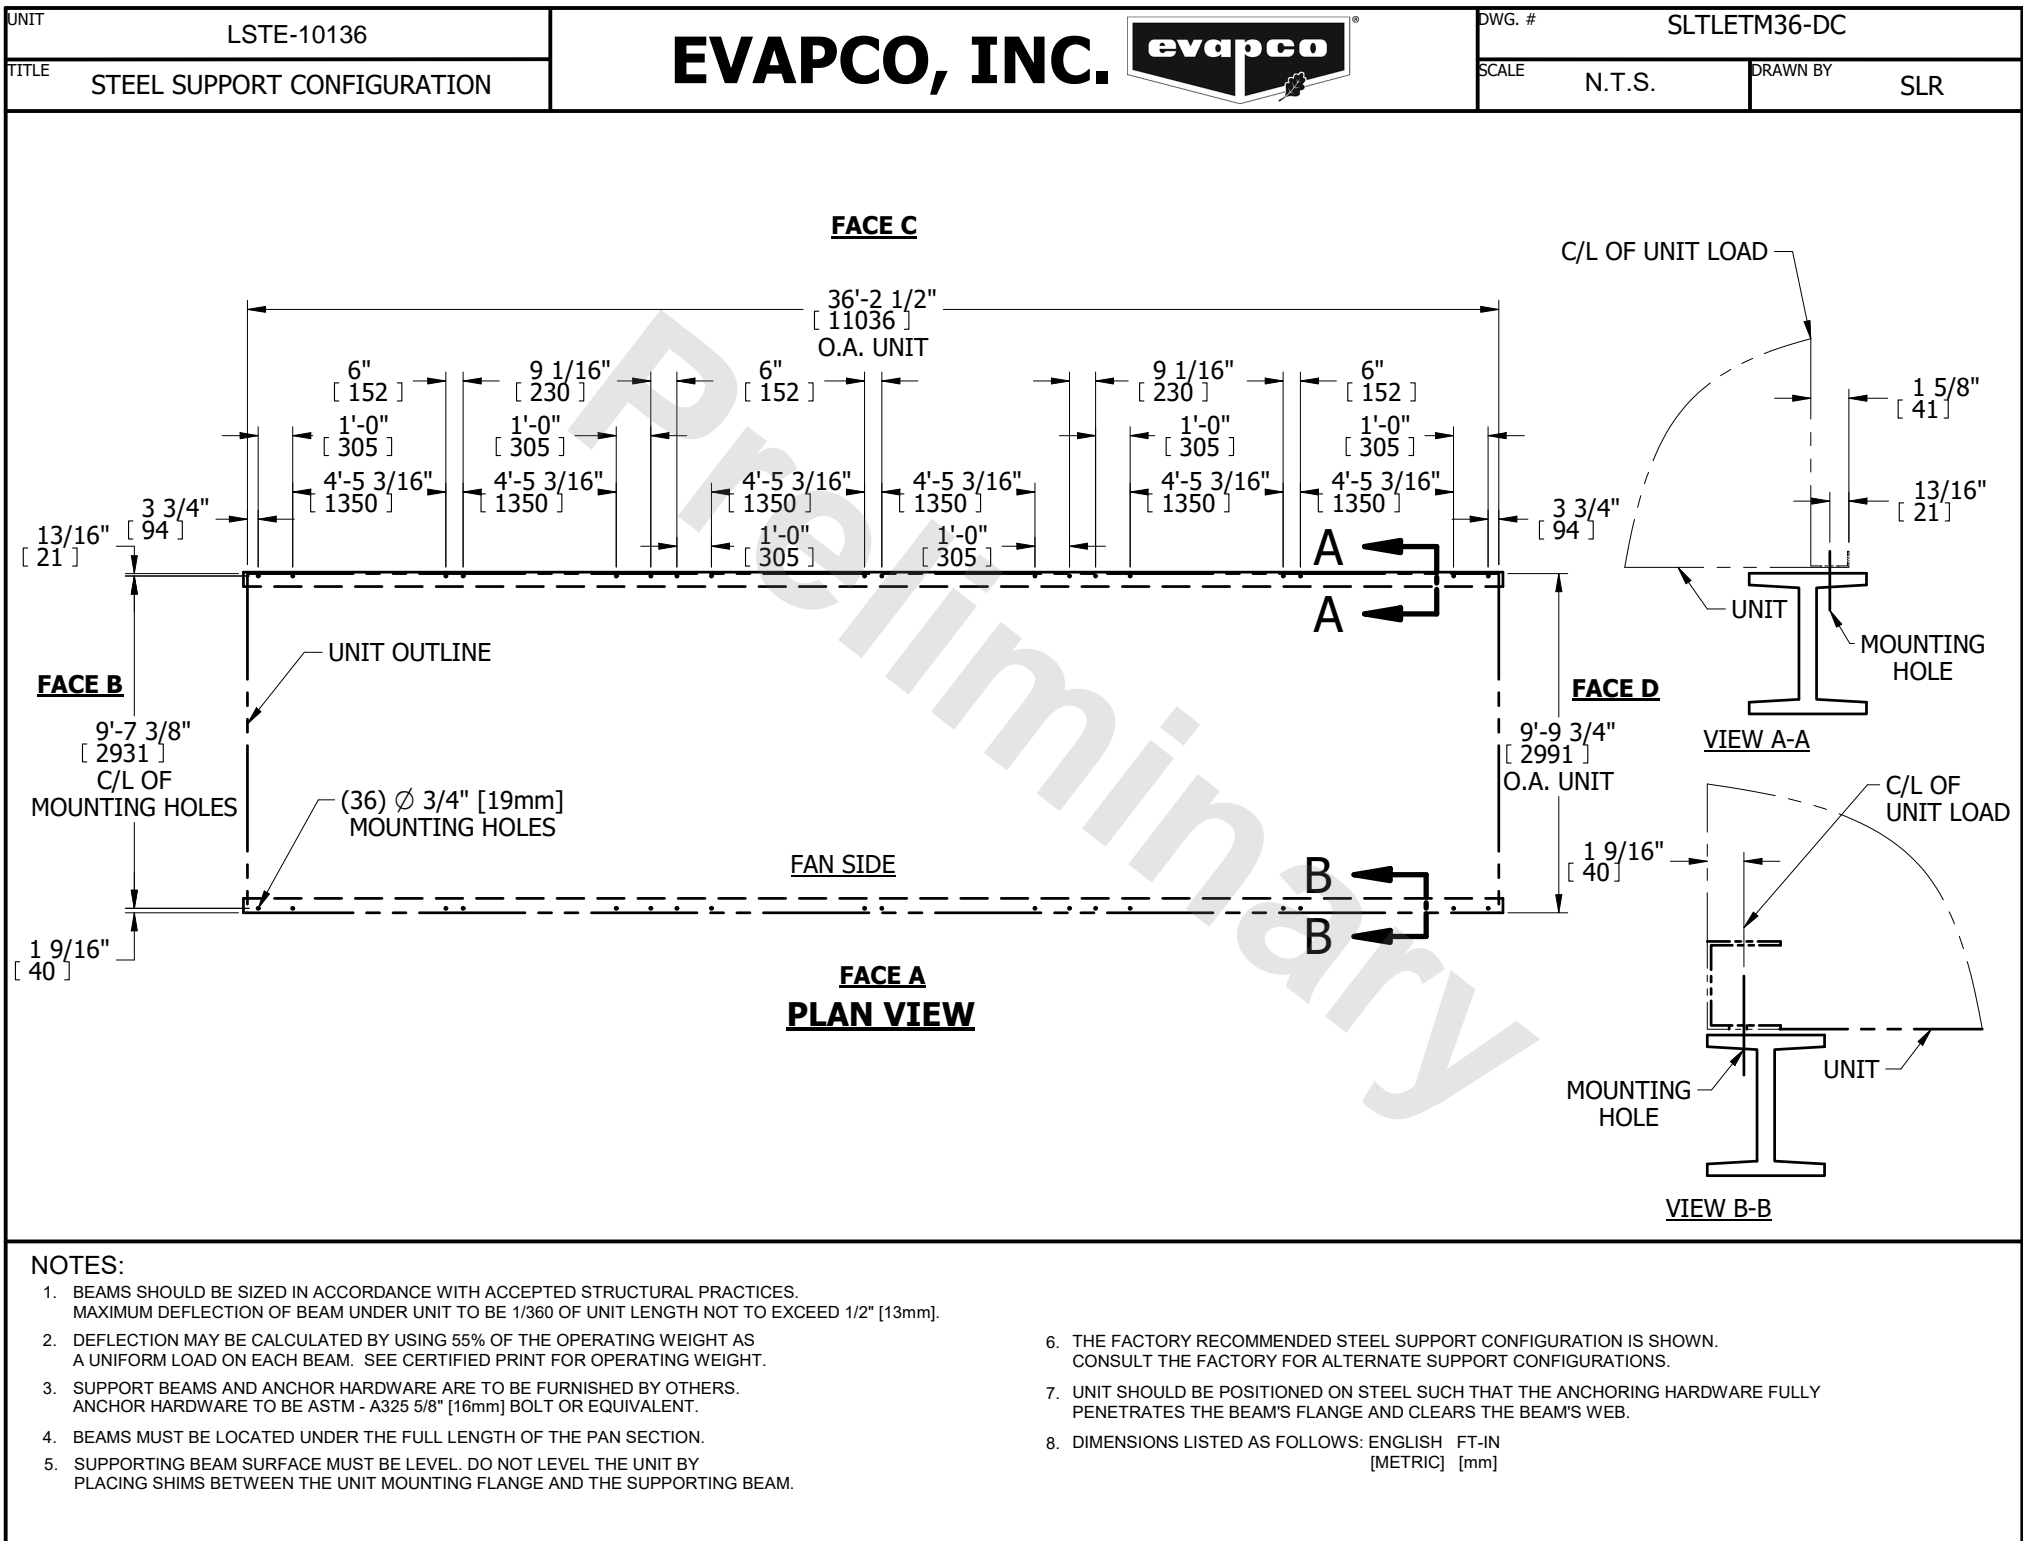 UNIT
LSTE-10136
TITLE
STEEL SUPPORT CONFIGURATION
EVAPCO, INC.
evapco
®
DWG. #
SLTLETM36-DC
SCALE
N.T.S.
DRAWN BY
SLR
FACE C
36'-2 1/2"
[ 11036 ]
O.A. UNIT
6"
[ 152 ]
9 1/16"
[ 230 ]
6"
[ 152 ]
9 1/16"
[ 230 ]
6"
[ 152 ]
1'-0"
[ 305 ]
1'-0"
[ 305 ]
1'-0"
[ 305 ]
1'-0"
[ 305 ]
4'-5 3/16"
[ 1350 ]
4'-5 3/16"
[ 1350 ]
4'-5 3/16"
[ 1350 ]
4'-5 3/16"
[ 1350 ]
4'-5 3/16"
[ 1350 ]
4'-5 3/16"
[ 1350 ]
3 3/4"
[ 94 ]
3 3/4"
[ 94 ]
13/16"
[ 21 ]
1'-0"
[ 305 ]
1'-0"
[ 305 ]
A
A
UNIT OUTLINE
FACE B
9'-7 3/8"
[ 2931 ]
C/L OF
MOUNTING HOLES
(36) ∅ 3/4" [19mm]
MOUNTING HOLES
FAN SIDE
B
B
FACE D
9'-9 3/4"
[ 2991 ]
O.A. UNIT
1 9/16"
[ 40 ]
FACE A
PLAN VIEW
Preliminary
C/L OF UNIT LOAD
1 5/8"
[ 41 ]
13/16"
[ 21 ]
UNIT
MOUNTING
HOLE
VIEW A-A
C/L OF
UNIT LOAD
1 9/16"
[ 40 ]
MOUNTING
HOLE
UNIT
VIEW B-B
NOTES:
1. BEAMS SHOULD BE SIZED IN ACCORDANCE WITH ACCEPTED STRUCTURAL PRACTICES.
MAXIMUM DEFLECTION OF BEAM UNDER UNIT TO BE 1/360 OF UNIT LENGTH NOT TO EXCEED 1/2" [13mm].
2. DEFLECTION MAY BE CALCULATED BY USING 55% OF THE OPERATING WEIGHT AS
A UNIFORM LOAD ON EACH BEAM. SEE CERTIFIED PRINT FOR OPERATING WEIGHT.
3. SUPPORT BEAMS AND ANCHOR HARDWARE ARE TO BE FURNISHED BY OTHERS.
ANCHOR HARDWARE TO BE ASTM - A325 5/8" [16mm] BOLT OR EQUIVALENT.
4. BEAMS MUST BE LOCATED UNDER THE FULL LENGTH OF THE PAN SECTION.
5. SUPPORTING BEAM SURFACE MUST BE LEVEL. DO NOT LEVEL THE UNIT BY
PLACING SHIMS BETWEEN THE UNIT MOUNTING FLANGE AND THE SUPPORTING BEAM.
6. THE FACTORY RECOMMENDED STEEL SUPPORT CONFIGURATION IS SHOWN.
CONSULT THE FACTORY FOR ALTERNATE SUPPORT CONFIGURATIONS.
7. UNIT SHOULD BE POSITIONED ON STEEL SUCH THAT THE ANCHORING HARDWARE FULLY
PENETRATES THE BEAM'S FLANGE AND CLEARS THE BEAM'S WEB.
8. DIMENSIONS LISTED AS FOLLOWS: ENGLISH FT-IN
[METRIC] [mm]